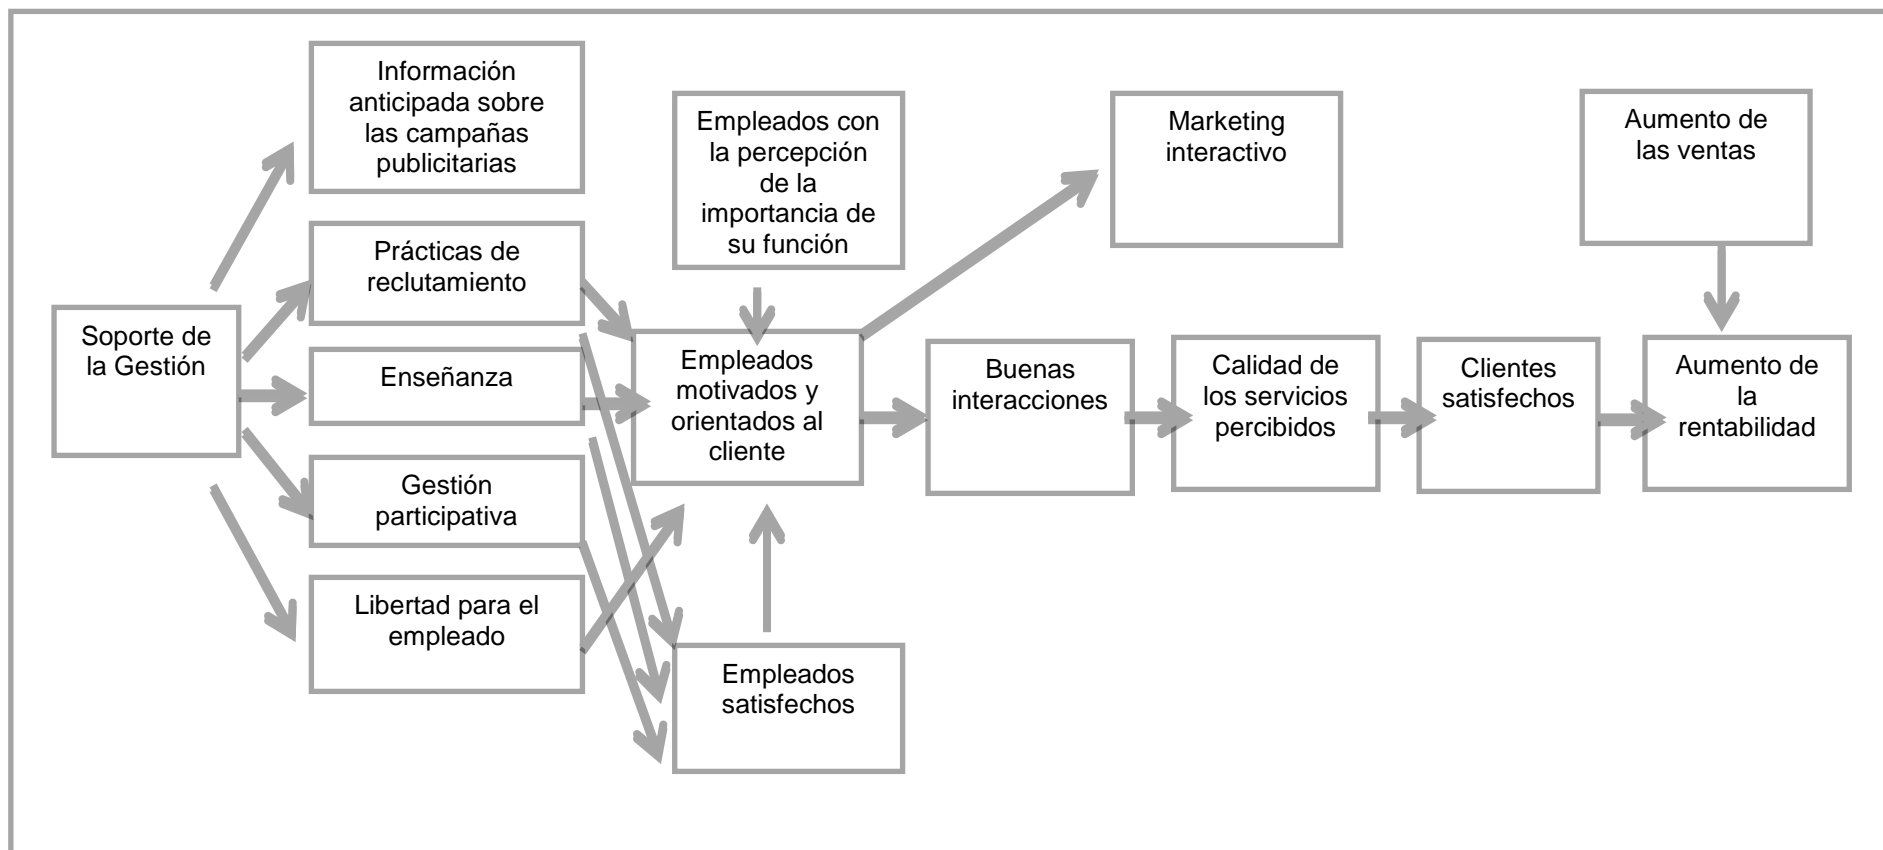 Información
anticipada sobre
las campañas
publicitarias
Prácticas de
reclutamiento
Soporte de
la Gestión
Enseñanza
Gestión
participativa
Libertad para el
empleado
Empleados con
la percepción
de la
importancia de
su función
Empleados
motivados y
orientados al
cliente
Empleados
satisfechos
Marketing
interactivo
Buenas
interacciones
Calidad de
los servicios
percibidos
Clientes
satisfechos
Aumento de
las ventas
Aumento de
la
rentabilidad